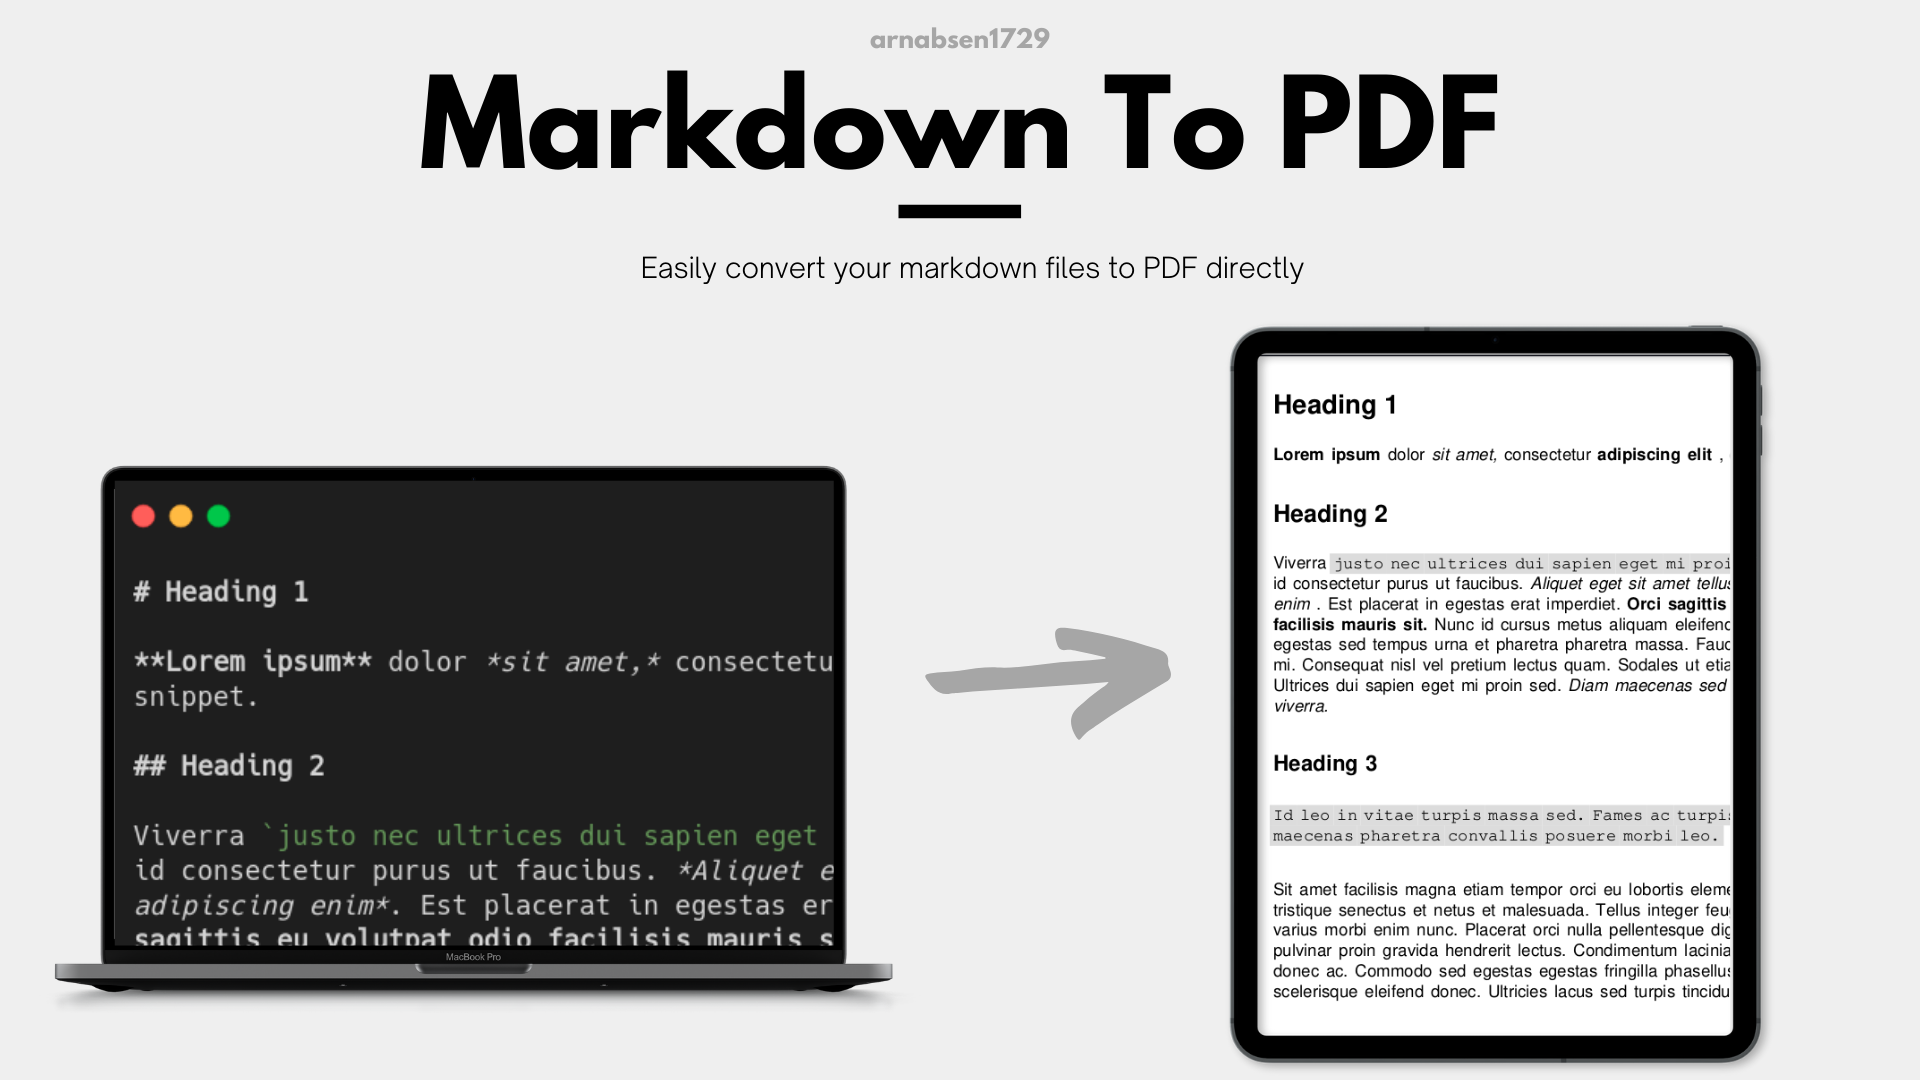 arnabsen1729
Markdown To PDF
Easily convert your markdown files to PDF directly
# Heading 1
**Lorem ipsum** dolor *sit amet,* consectetu
snippet.
## Heading 2
Viverra `justo nec ultrices dui sapien eget
id consectetur purus ut faucibus. *Aliquet e
adipiscing enim*. Est placerat in egestas er
sagittis eu volutpat odio facilisis mauris s
MacBook Pro
Heading 1
Lorem ipsum dolor sit amet, consectetur adipiscing elit ,
Heading 2
Viverra justo nec ultrices dui sapien eget mi proi
id consectetur purus ut faucibus. Aliquet eget sit amet tellus
enim . Est placerat in egestas erat imperdiet. Orci sagittis
facilisis mauris sit. Nunc id cursus metus aliquam eleifend
egestas sed tempus urna et pharetra pharetra massa. Fauc
mi. Consequat nisl vel pretium lectus quam. Sodales ut etia
Ultrices dui sapien eget mi proin sed. Diam maecenas sed
viverra.
Heading 3
Id leo in vitae turpis massa sed. Fames ac turpis
maecenas pharetra convallis posuere morbi leo.
Sit amet facilisis magna etiam tempor orci eu lobortis eleme
tristique senectus et netus et malesuada. Tellus integer feu
varius morbi enim nunc. Placerat orci nulla pellentesque dig
pulvinar proin gravida hendrerit lectus. Condimentum lacinia
donec ac. Commodo sed egestas egestas fringilla phasellus
scelerisque eleifend donec. Ultricies lacus sed turpis tincidu